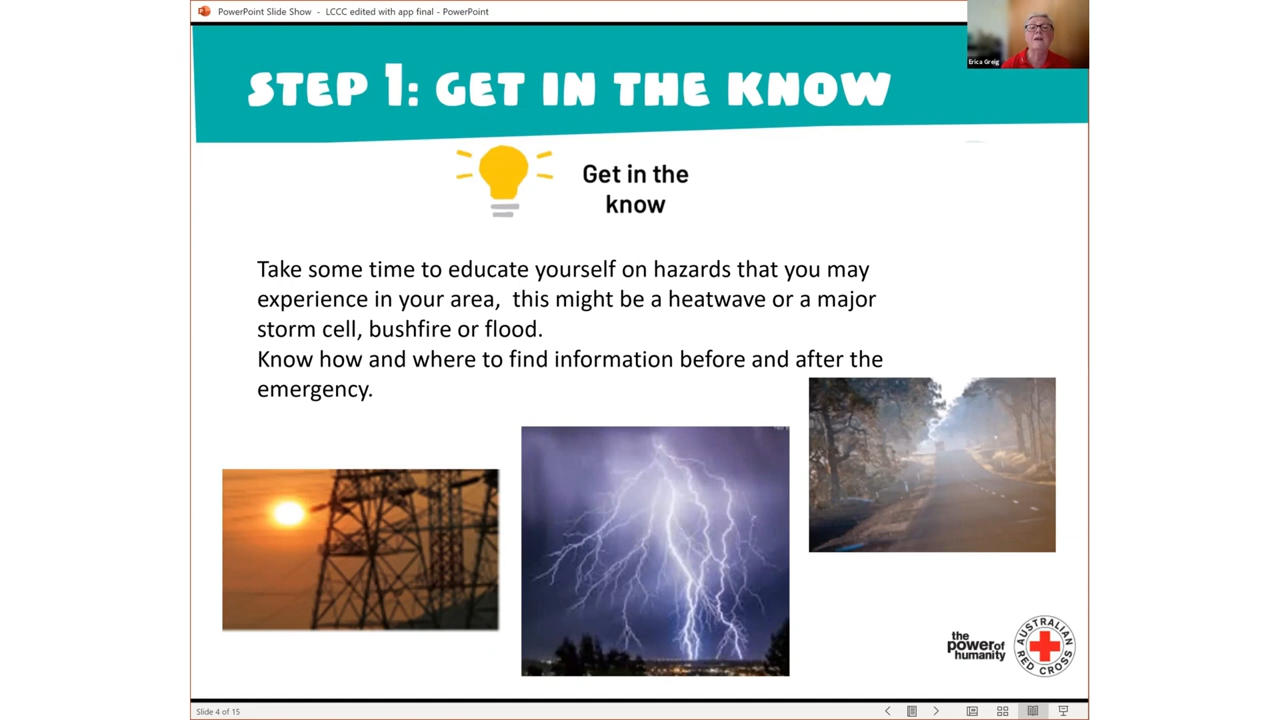 PowerPoint Slide Show - LCCC edited with app final - PowerPoint
Erica Greig
STEP 1: GET IN THE KNOW
Get in the
know
Take some time to educate yourself on hazards that you may
experience in your area,  this might be a heatwave or a major
storm cell, bushfire or flood.
Know how and where to find information before and after the
emergency.
the
power of
humanity
AUSTRALIAN
RED CROSS
Slide 4 of 15